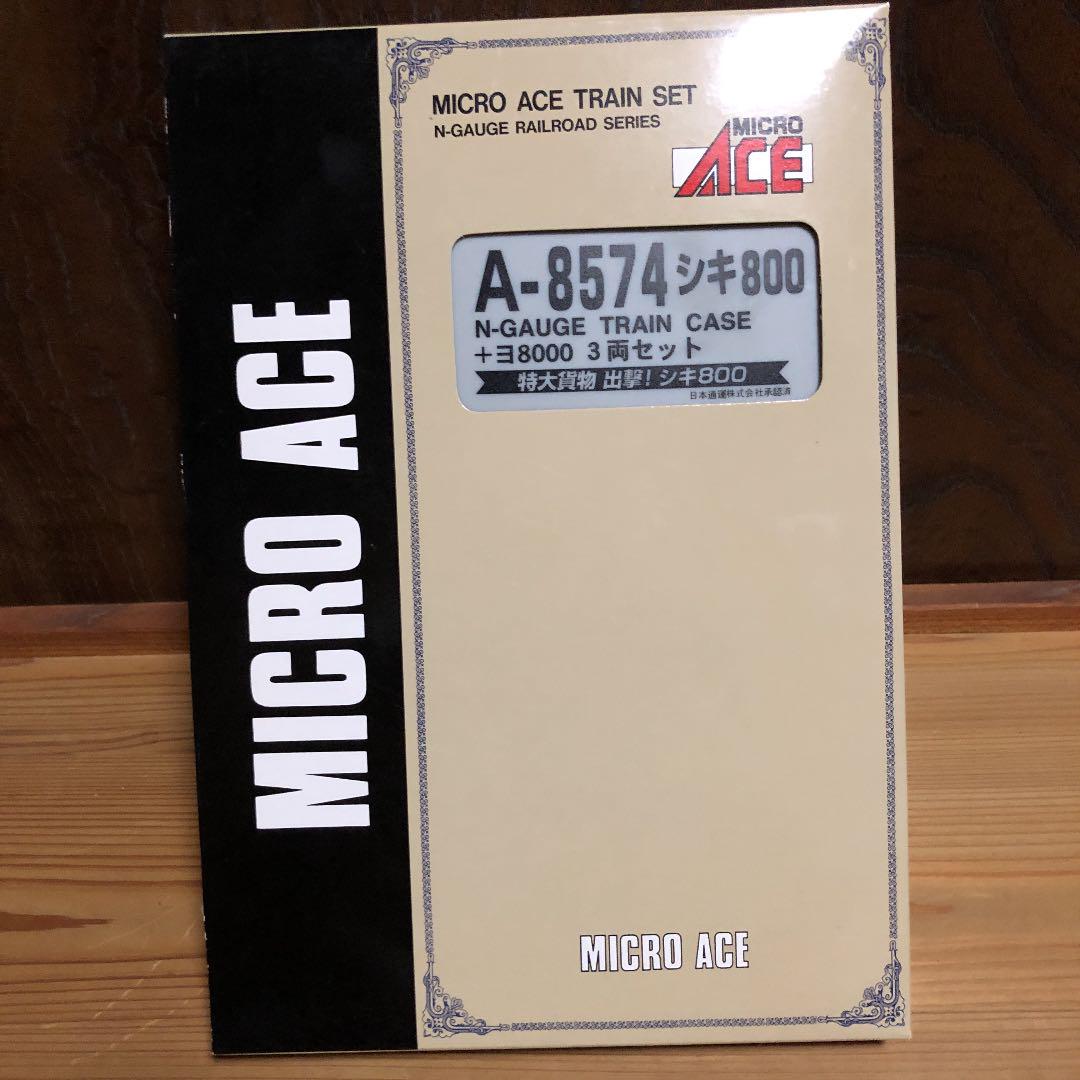 MICRO ACE
MICRO ACE TRAIN SET
N-GAUGE RAILROAD SERIES
MICRO
ACE
A-8574 シキ800
N-GAUGE TRAIN CASE
+ヨ8000 3両セット
特大貨物 出撃! シキ800
日本通運株式会社承認済
MICRO ACE